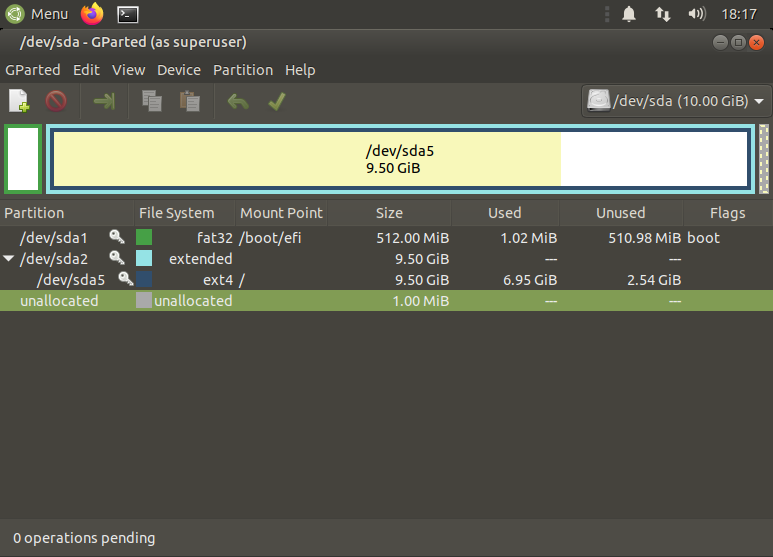 Menu 18:17
/dev/sda - GParted (as superuser)
GParted Edit View Device Partition Help
/dev/sda (10.00 GiB)
/dev/sda5
9.50 GiB
Partition File System Mount Point Size Used Unused Flags
/dev/sda1 fat32 /boot/efi 512.00 MiB 1.02 MiB 510.98 MiB boot
/dev/sda2 extended 9.50 GiB --- ---
/dev/sda5 ext4 / 9.50 GiB 6.95 GiB 2.54 GiB
unallocated unallocated 1.00 MiB --- ---
0 operations pending